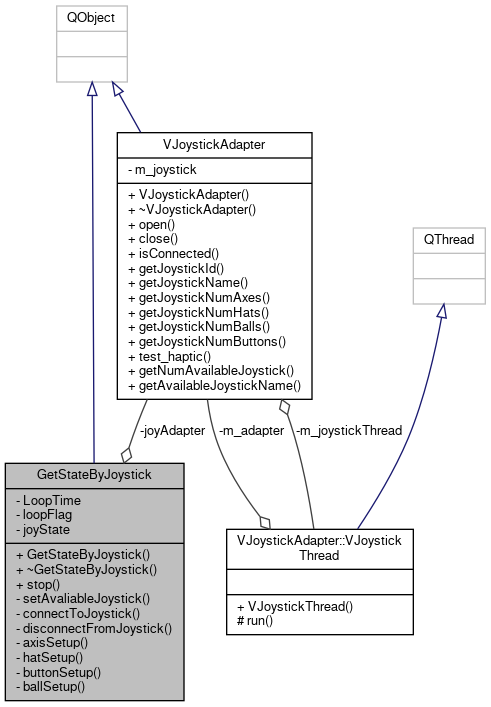 QObject
VJoystickAdapter
- m_joystick
+ VJoystickAdapter()
+ ~VJoystickAdapter()
+ open()
+ close()
+ isConnected()
+ getJoystickId()
+ getJoystickName()
+ getJoystickNumAxes()
+ getJoystickNumHats()
+ getJoystickNumBalls()
+ getJoystickNumButtons()
+ test_haptic()
+ getNumAvailableJoystick()
+ getAvailableJoystickName()
QThread
-joyAdapter
-m_adapter
-m_joystickThread
GetStateByJoystick
- LoopTime
- loopFlag
- joyState
+ GetStateByJoystick()
+ ~GetStateByJoystick()
+ stop()
- setAvaliableJoystick()
- connectToJoystick()
- disconnectFromJoystick()
- axisSetup()
- hatSetup()
- buttonSetup()
- ballSetup()
VJoystickAdapter::VJoystick
Thread
+ VJoystickThread()
# run()